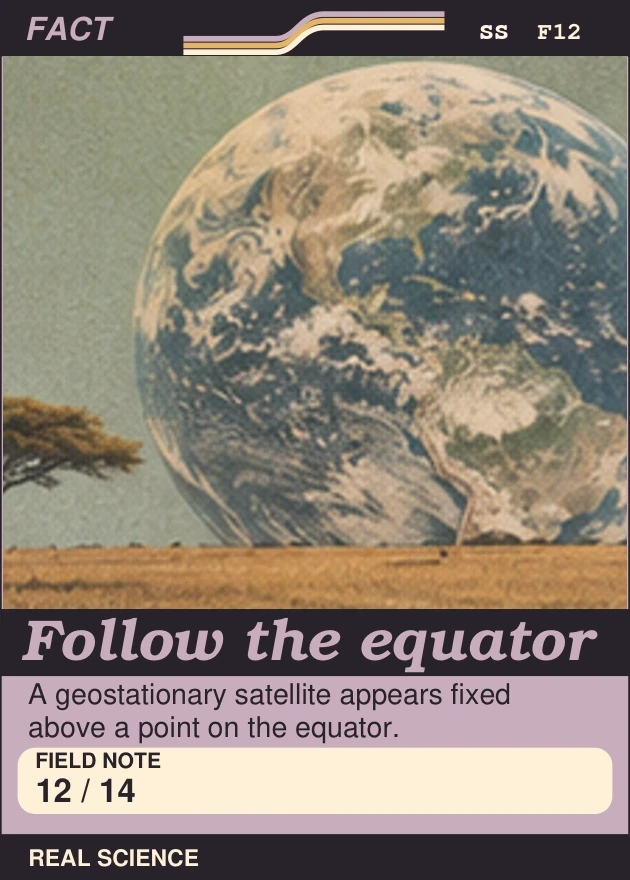 FACT
SS F12
Follow the equator
A geostationary satellite appears fixed
above a point on the equator.
FIELD NOTE
12 / 14
REAL SCIENCE